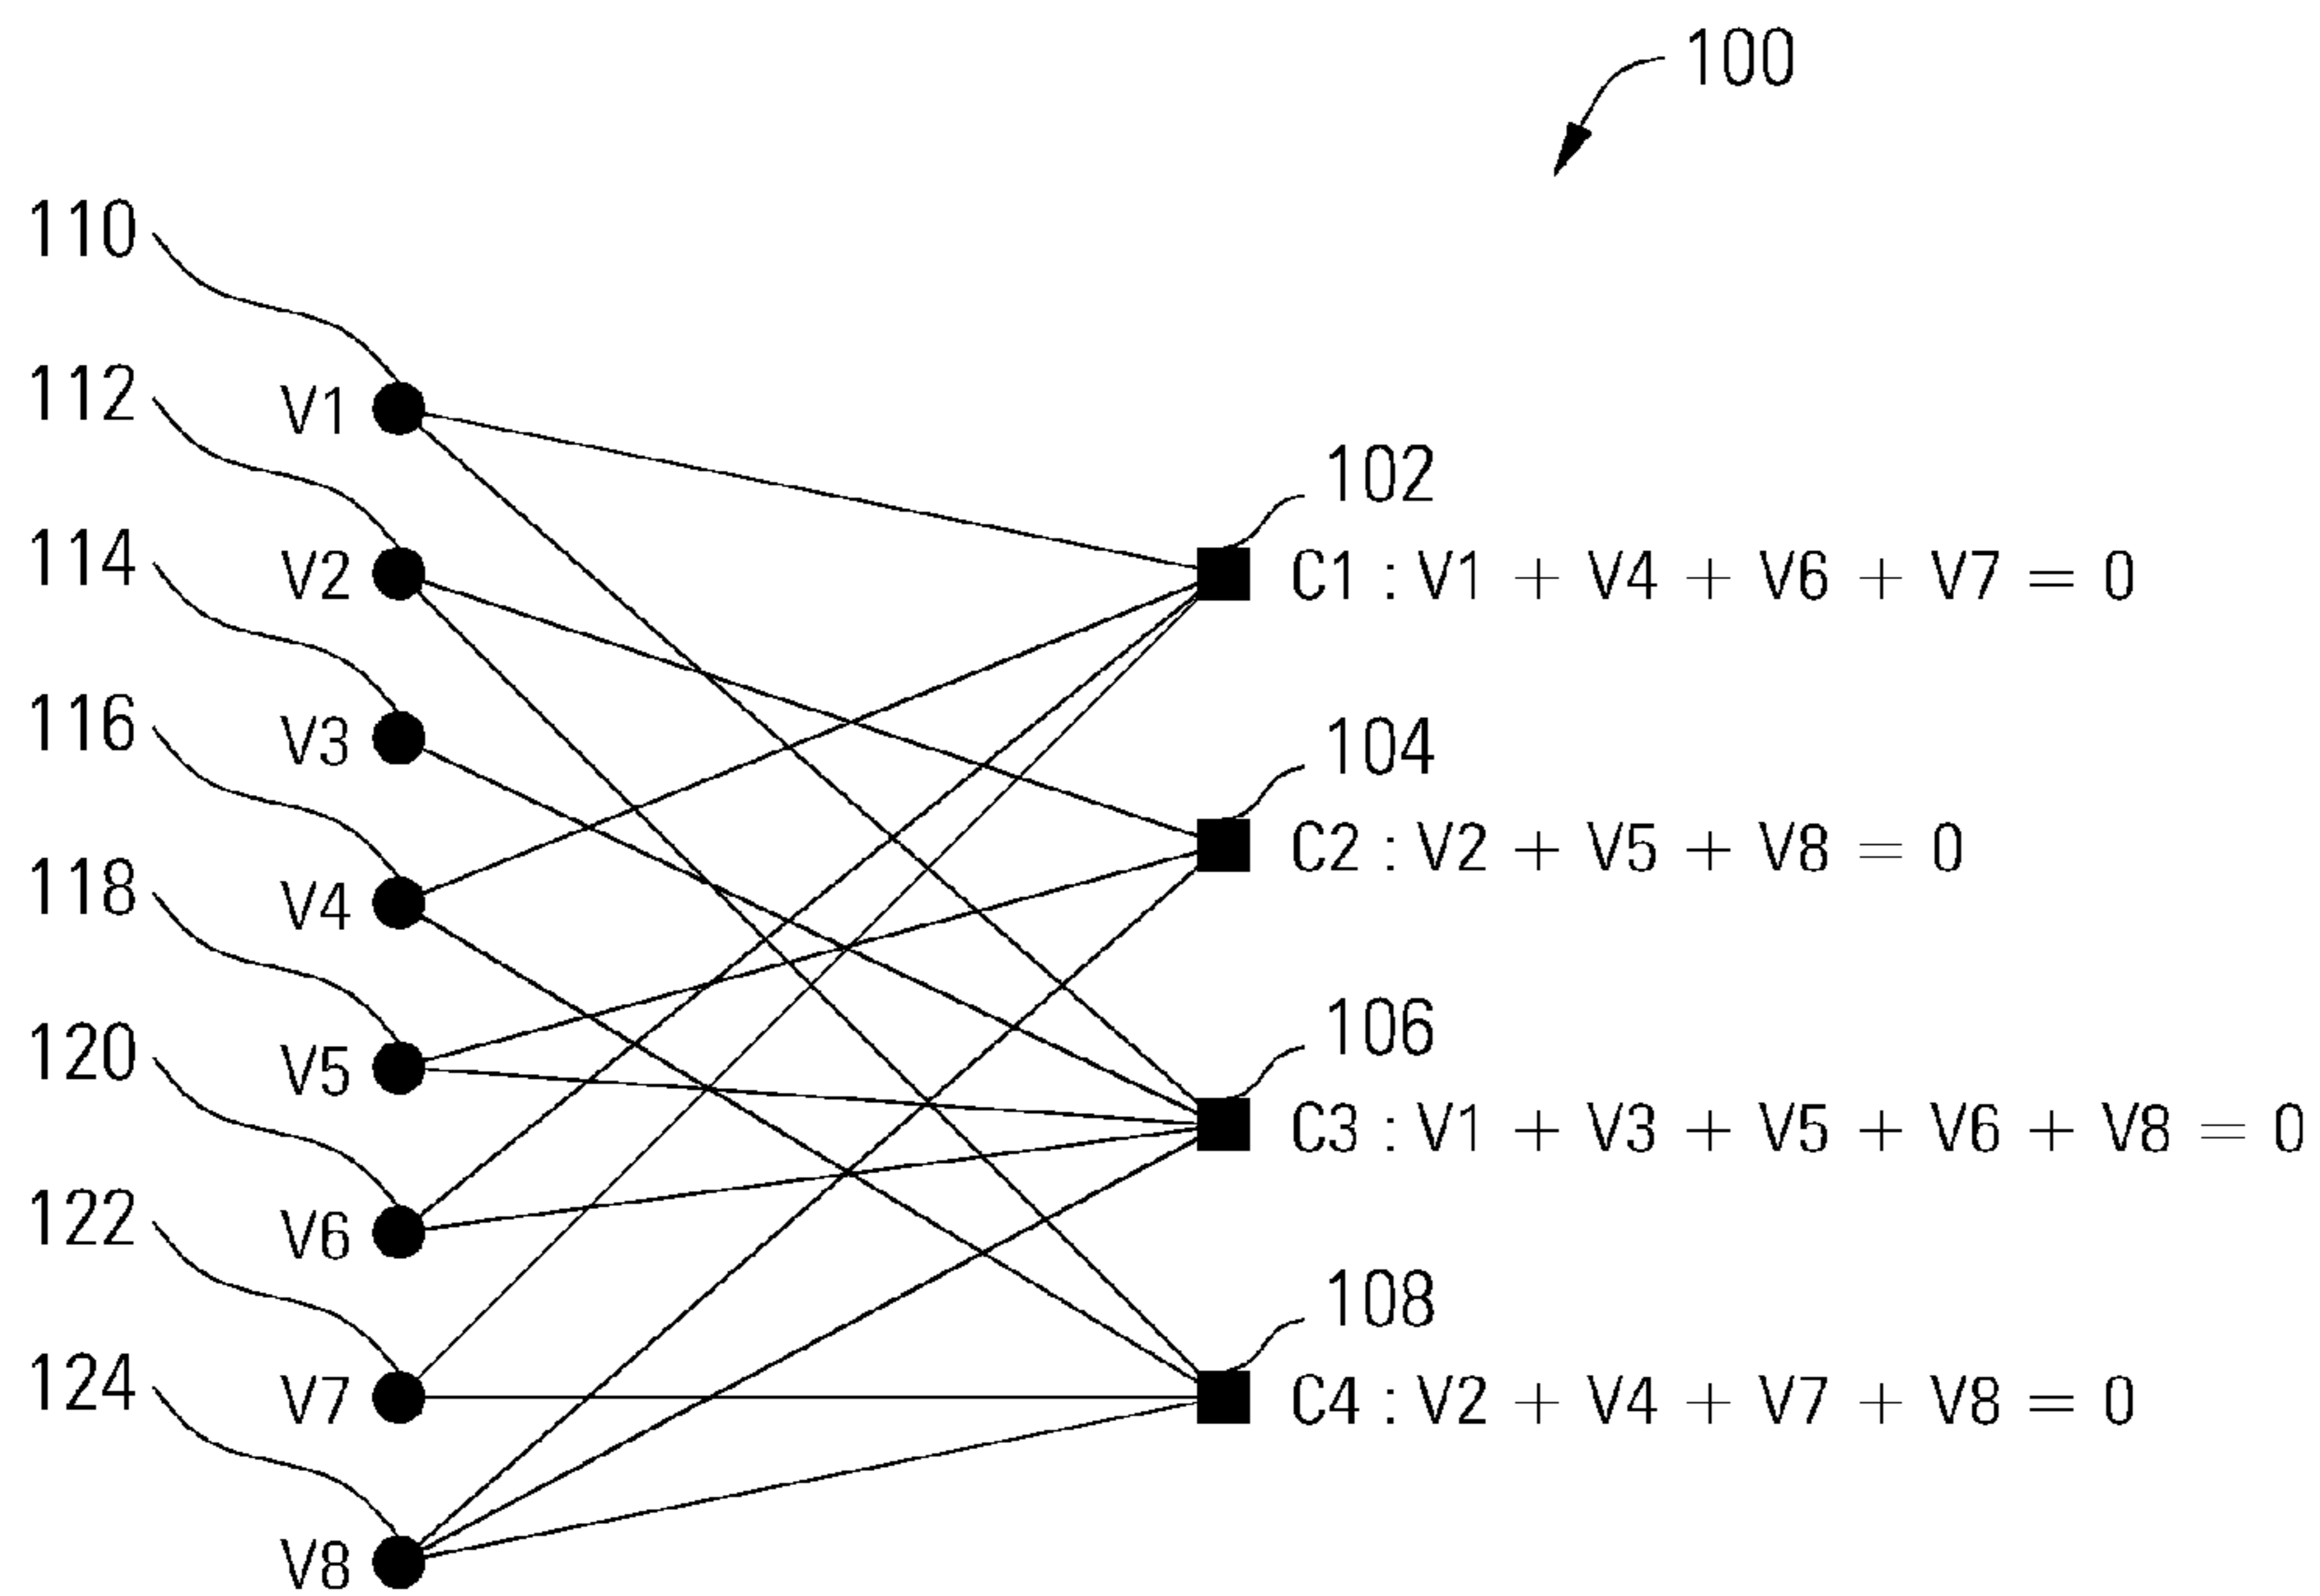 100
110
112
V1
102
114
V2
C1 : V1 + V4 + V6 + V7 = 0
116
V3
104
118
V4
C2 : V2 + V5 + V8 = 0
120
V5
106
122
V6
C3 : V1 + V3 + V5 + V6 + V8 = 0
124
V7
108
C4 : V2 + V4 + V7 + V8 = 0
V8